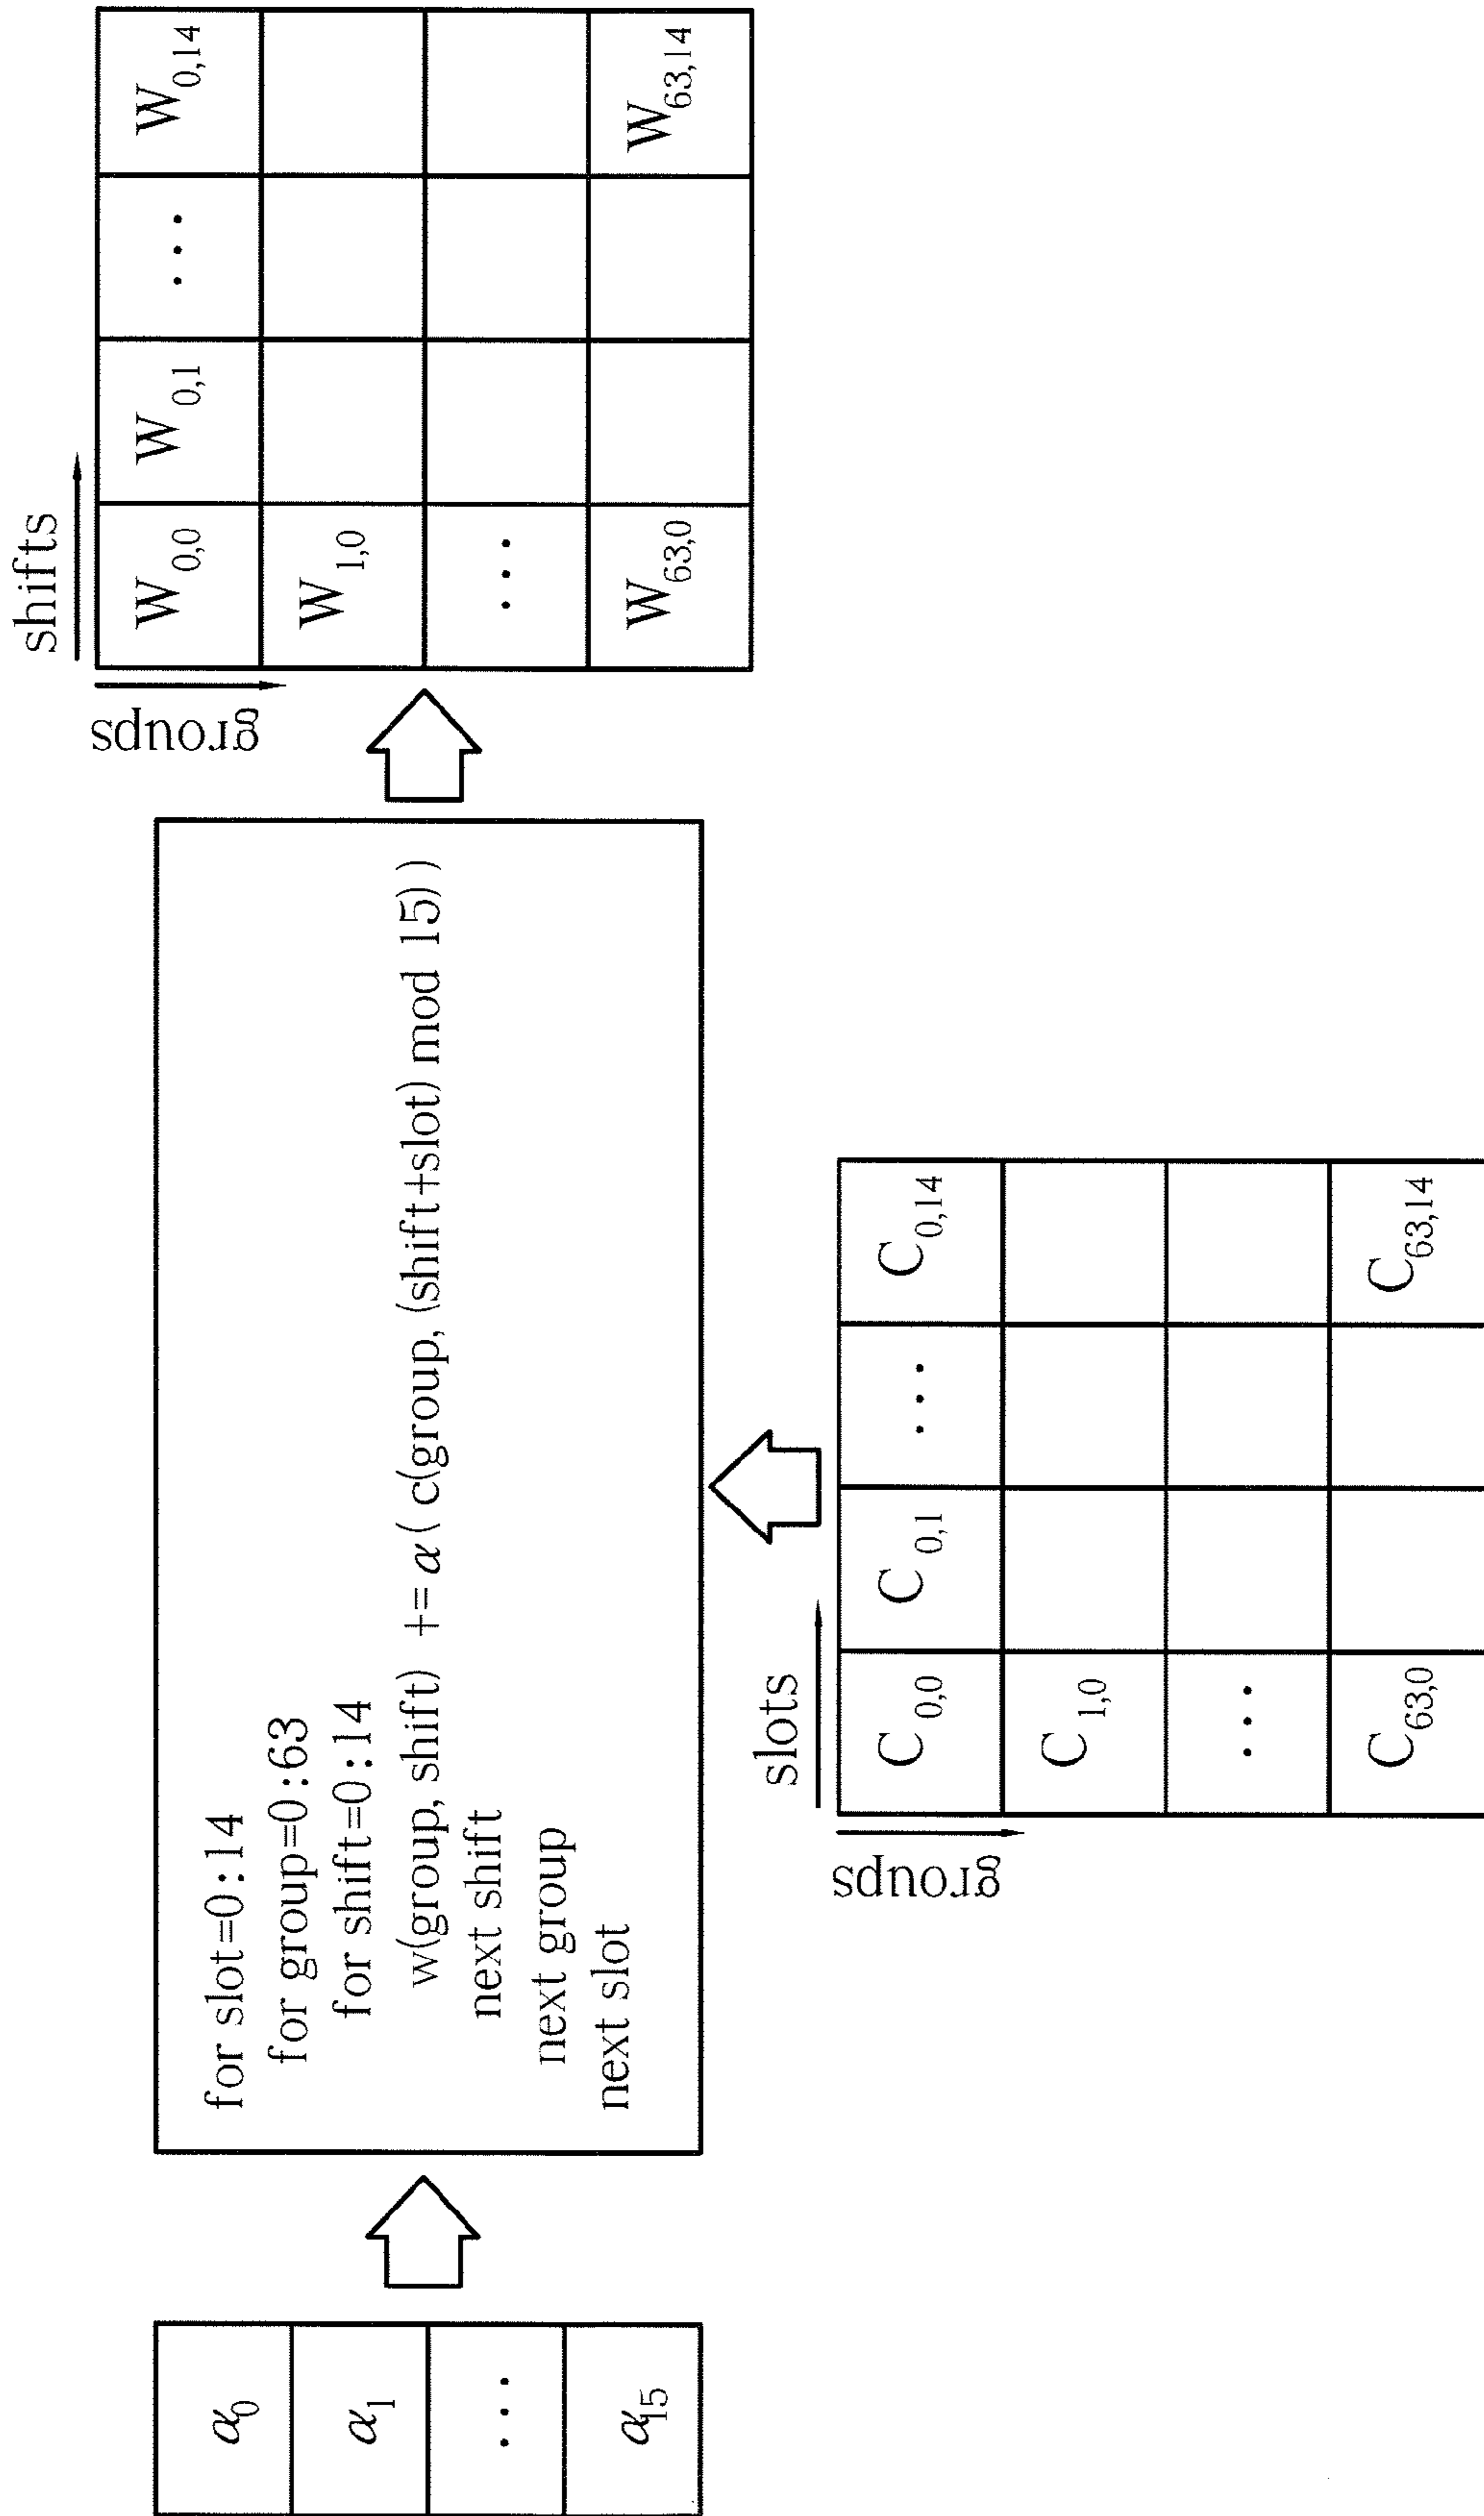 α0
α1
...
α15
for slot=0:14
for group=0:63
for shift=0:14
w(group, shift) +=α( c(group, (shift+slot) mod 15))
next shift
next group
next slot
slots
groups
C0,0 C0,1 ... C0,14
C1,0
...
C63,0 C63,14
shifts
groups
W0,0 W0,1 ... W0,14
W1,0
...
W63,0 W63,14